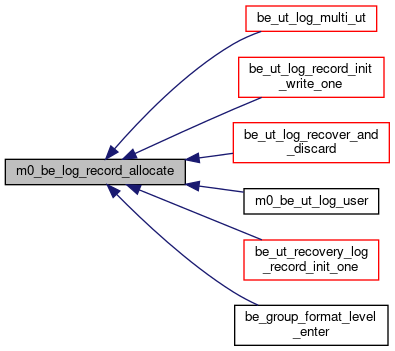 be_ut_log_multi_ut
be_ut_log_record_init
_write_one
be_ut_log_recover_and
_discard
m0_be_log_record_allocate
m0_be_ut_log_user
be_ut_recovery_log
_record_init_one
be_group_format_level
_enter